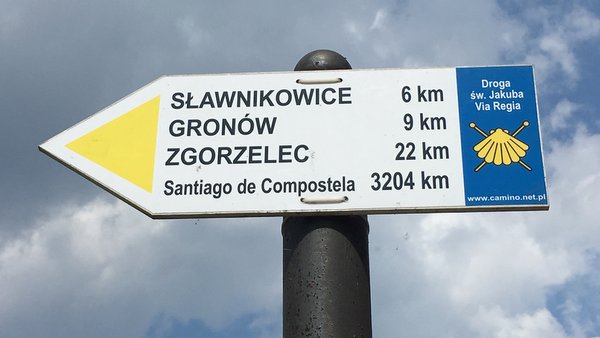 SŁAWNIKOWICE 6 km
GRONÓW 9 km
ZGORZELEC 22 km
Santiago de Compostela 3204 km
Droga
św. Jakuba
Via Regia
www.camino.net.pl